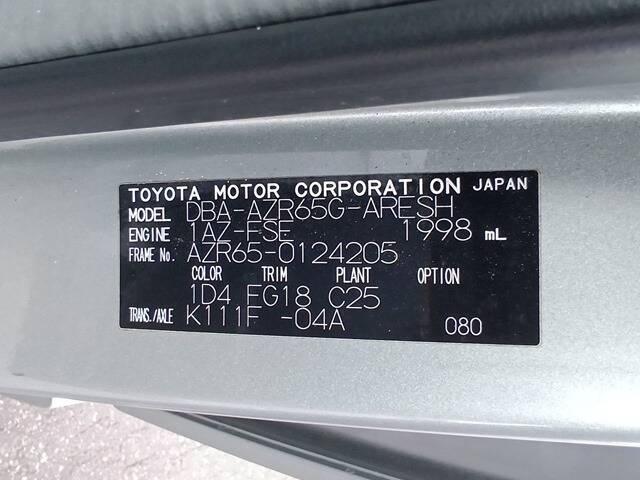 TOYOTA MOTOR CORPORATION JAPAN
MODEL DBA-AZR65G-ARESH
ENGINE 1AZ-FSE 1998 mL
FRAME No. AZR65-0124205
COLOR TRIM PLANT OPTION
1D4 FG18 C25
TRANS./AXLE K111F -04A 080